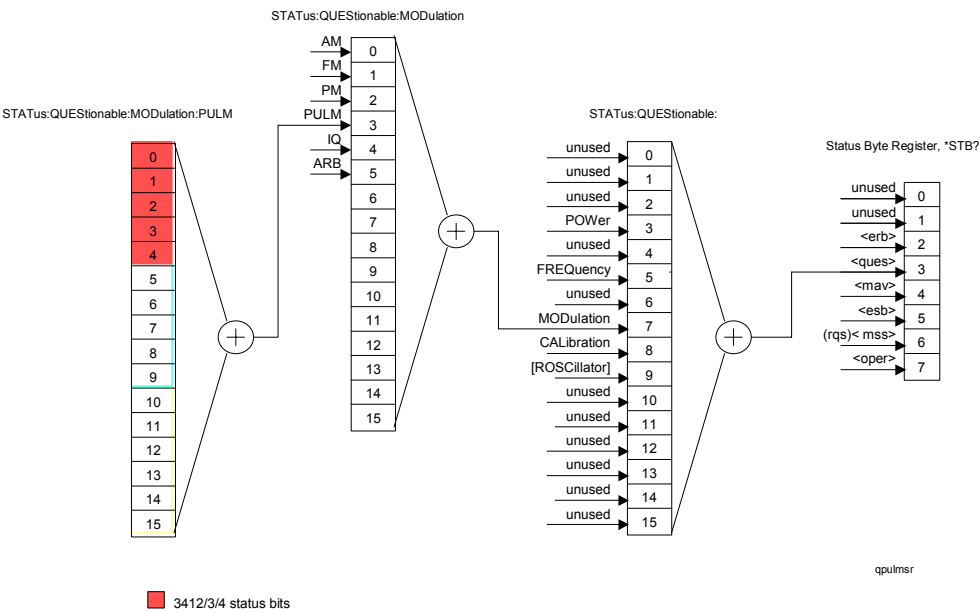 STATus:QUEStionable:MODulation
STATus:QUEStionable:MODulation:PULM
STATus:QUEStionable:
Status Byte Register, *STB?
0
1
2
3
4
5
6
7
8
9
10
11
12
13
14
15
AM 0
FM 1
PM 2
PULM 3
IQ 4
ARB 5
6
7
8
9
10
11
12
13
14
15
unused 0
unused 1
unused 2
POWer 3
unused 4
FREQuency 5
unused 6
MODulation 7
CALibration 8
[ROSCillator] 9
unused 10
unused 11
unused 12
unused 13
unused 14
unused 15
unused 0
unused 1
<erb> 2
<ques> 3
<mav> 4
<esb> 5
(rqs)< mss> 6
<oper> 7
qpulmsr
3412/3/4 status bits